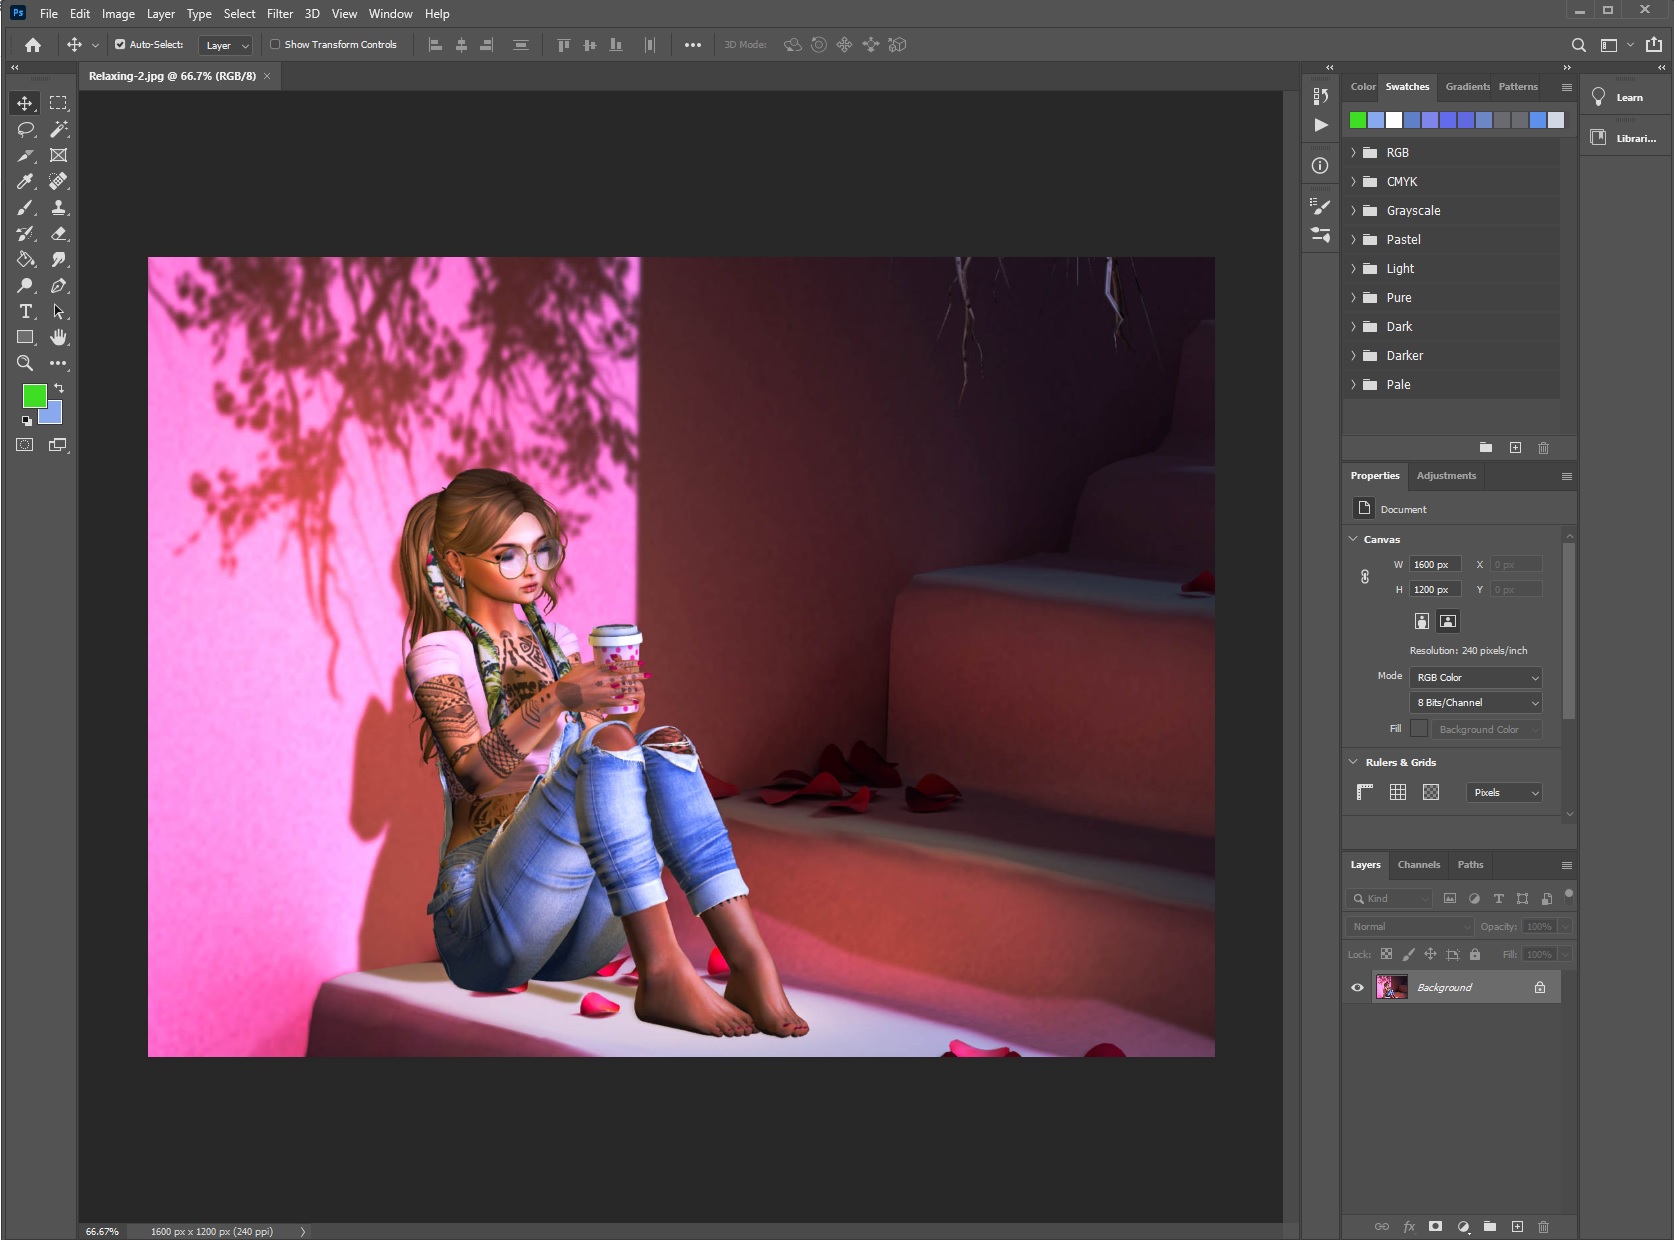 Ps File Edit Image Layer Type Select Filter 3D View Window Help
Auto-Select: Layer Show Transform Controls 3D Mode:
Relaxing-2.jpg @ 66.7% (RGB/8)
Color Swatches Gradients Patterns
Learn
Librari...
RGB
CMYK
Grayscale
Pastel
Light
Pure
Dark
Darker
Pale
Properties Adjustments
Document
Canvas
W 1600 px X 0 px
H 1200 px Y 0 px
Resolution: 240 pixels/inch
Mode RGB Color
8 Bits/Channel
Fill Background Color
Rulers & Grids
Pixels
Layers Channels Paths
Kind
Normal Opacity: 100%
Lock: Fill: 100%
Background
fx
66.67% 1600 px x 1200 px (240 ppi)